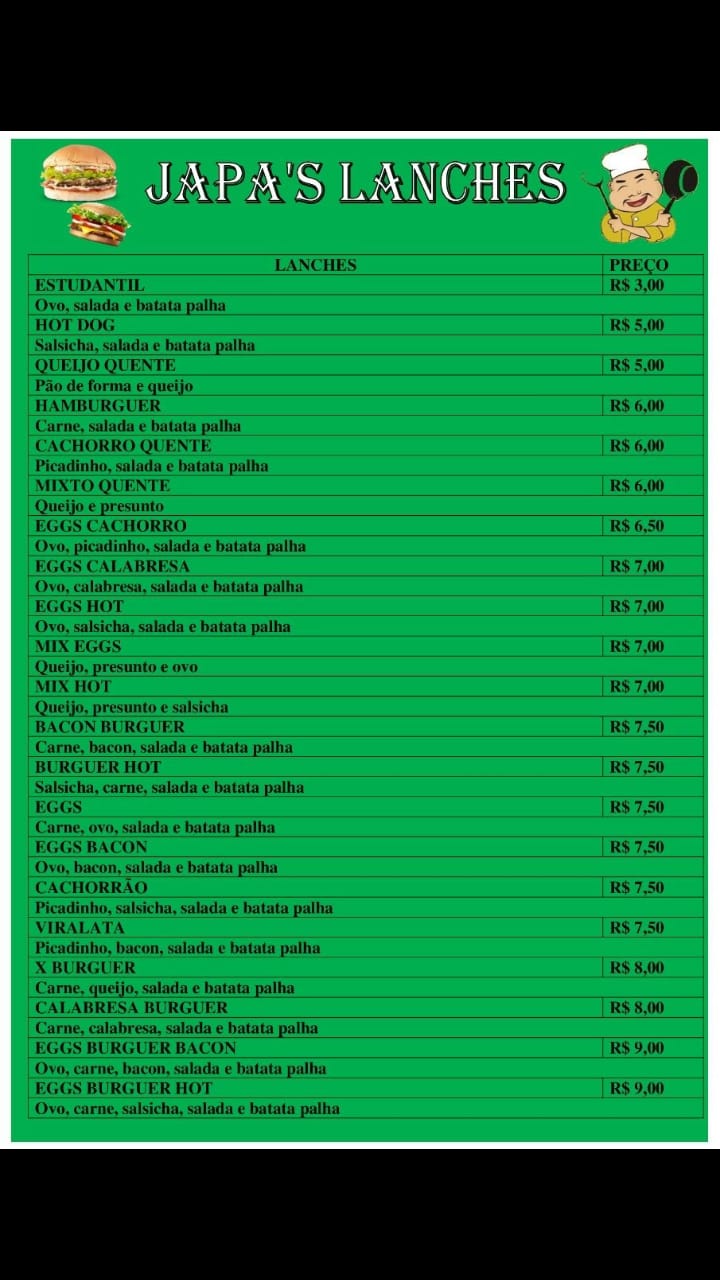 JAPA'S LANCHES
LANCHES PREÇO
ESTUDANTIL R$ 3,00
Ovo, salada e batata palha
HOT DOG R$ 5,00
Salsicha, salada e batata palha
QUEIJO QUENTE R$ 5,00
Pão de forma e queijo
HAMBURGUER R$ 6,00
Carne, salada e batata palha
CACHORRO QUENTE R$ 6,00
Picadinho, salada e batata palha
MIXTO QUENTE R$ 6,00
Queijo e presunto
EGGS CACHORRO R$ 6,50
Ovo, picadinho, salada e batata palha
EGGS CALABRESA R$ 7,00
Ovo, calabresa, salada e batata palha
EGGS HOT R$ 7,00
Ovo, salsicha, salada e batata palha
MIX EGGS R$ 7,00
Queijo, presunto e ovo
MIX HOT R$ 7,00
Queijo, presunto e salsicha
BACON BURGUER R$ 7,50
Carne, bacon, salada e batata palha
BURGUER HOT R$ 7,50
Salsicha, carne, salada e batata palha
EGGS R$ 7,50
Carne, ovo, salada e batata palha
EGGS BACON R$ 7,50
Ovo, bacon, salada e batata palha
CACHORRÃO R$ 7,50
Picadinho, salsicha, salada e batata palha
VIRALATA R$ 7,50
Picadinho, bacon, salada e batata palha
X BURGUER R$ 8,00
Carne, queijo, salada e batata palha
CALABRESA BURGUER R$ 8,00
Carne, calabresa, salada e batata palha
EGGS BURGUER BACON R$ 9,00
Ovo, carne, bacon, salada e batata palha
EGGS BURGUER HOT R$ 9,00
Ovo, carne, salsicha, salada e batata palha